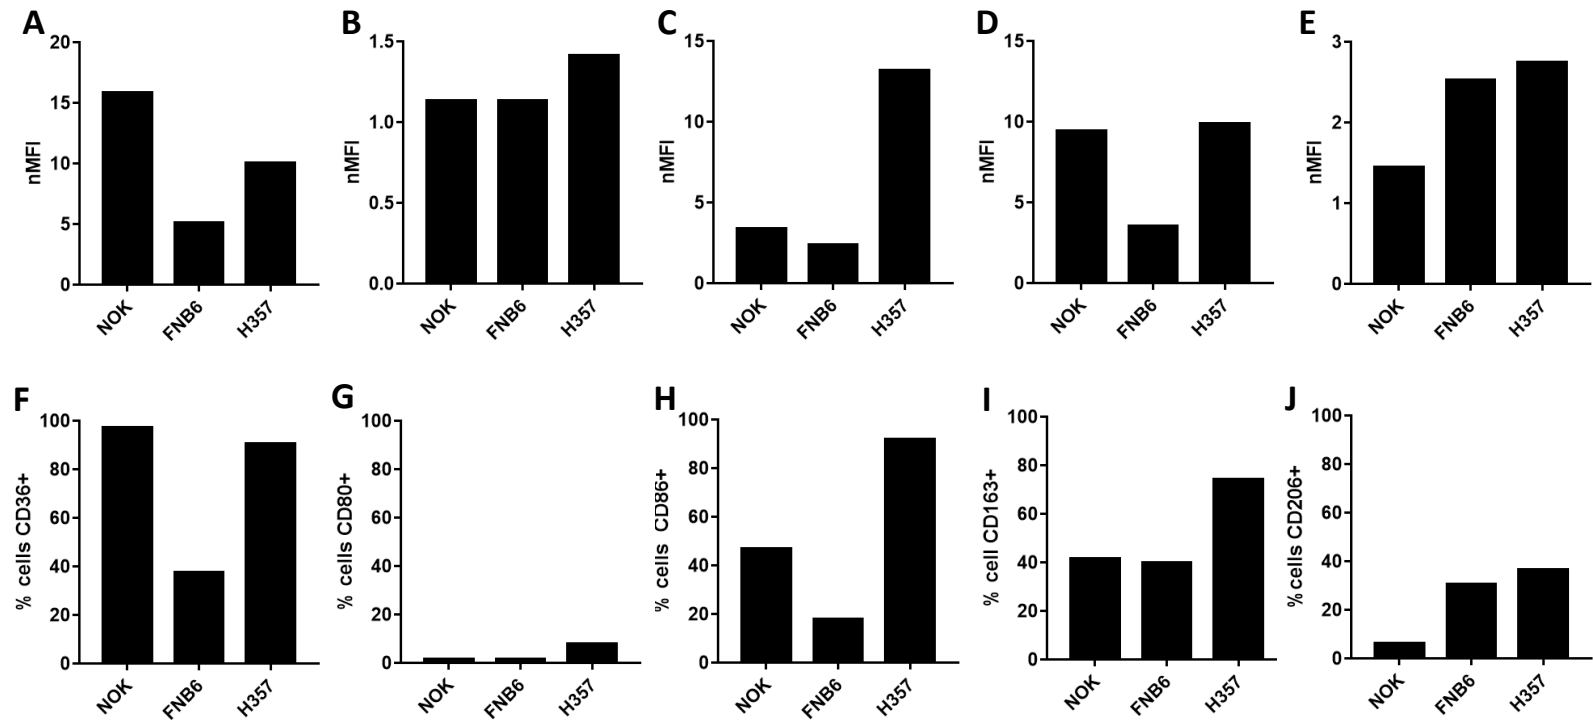 A
20
15
10
5
0
nMFI
NOK
FNB6
H357
B
1.5
1.0
0.5
0.0
nMFI
NOK
FNB6
H357
C
15
10
5
0
nMFI
NOK
FNB6
H357
D
15
10
5
0
nMFI
NOK
FNB6
H357
E
3
2
1
0
nMFI
NOK
FNB6
H357
F
100
80
60
40
20
0
% cells CD36+
NOK
FNB6
H357
G
100
80
60
40
20
0
% cells CD80+
NOK
FNB6
H357
H
100
80
60
40
20
0
% cells CD86+
NOK
FNB6
H357
I
100
80
60
40
20
0
% cell CD163+
NOK
FNB6
H357
J
100
80
60
40
20
0
% cells CD206+
NOK
FNB6
H357